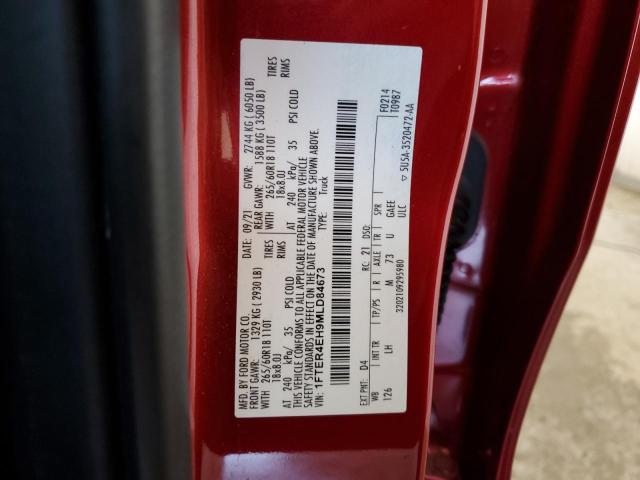 MFD. BY FORD MOTOR CO.
DATE: 09/21 GVWR: 2744 KG ( 6050 LB)
FRONT GAWR: 1329 KG ( 2930 LB) REAR GAWR: 1588 KG ( 3500 LB)
WITH 265/60R18 110T TIRES WITH 265/60R18 110T TIRES
18x8.0J RIMS 18x8.0J RIMS
AT 240 kPa/ 35 PSI COLD AT 240 kPa/ 35 PSI COLD
THIS VEHICLE CONFORMS TO ALL APPLICABLE FEDERAL MOTOR VEHICLE
SAFETY STANDARDS IN EFFECT ON THE DATE OF MANUFACTURE SHOWN ABOVE.
VIN: 1FTER4EH9MLD84673
TYPE: Truck
F0214
T0987
EXT PNT: D4 RC: 21 DSO:
WB INT TR TP/PS R AXLE TR SPR
126 LH M 73 U GAEE
ULC
3202109295980 ▽ 5U5A-3520472-AA